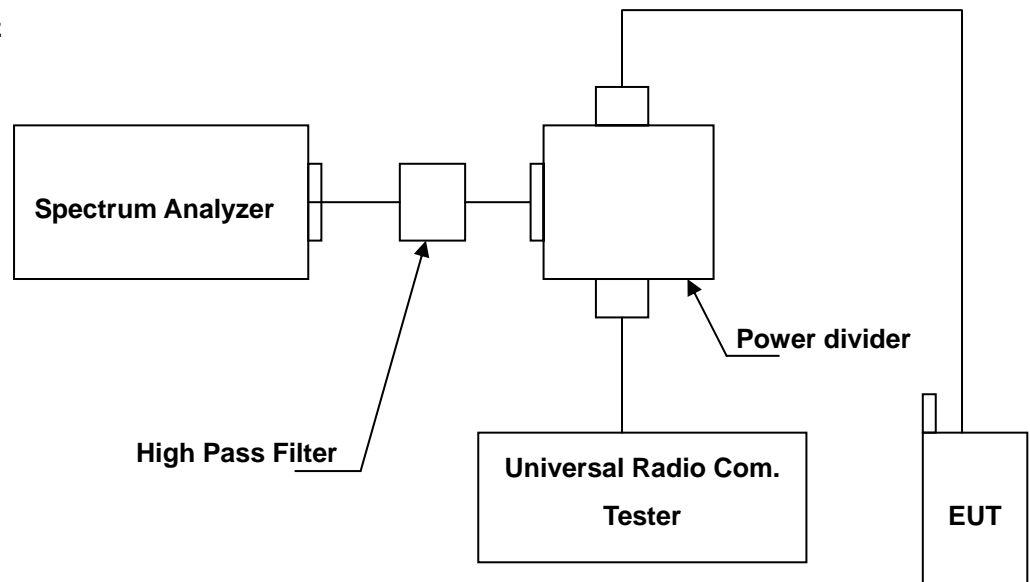 Spectrum Analyzer
Power divider
High Pass Filter
Universal Radio Com.
Tester
EUT